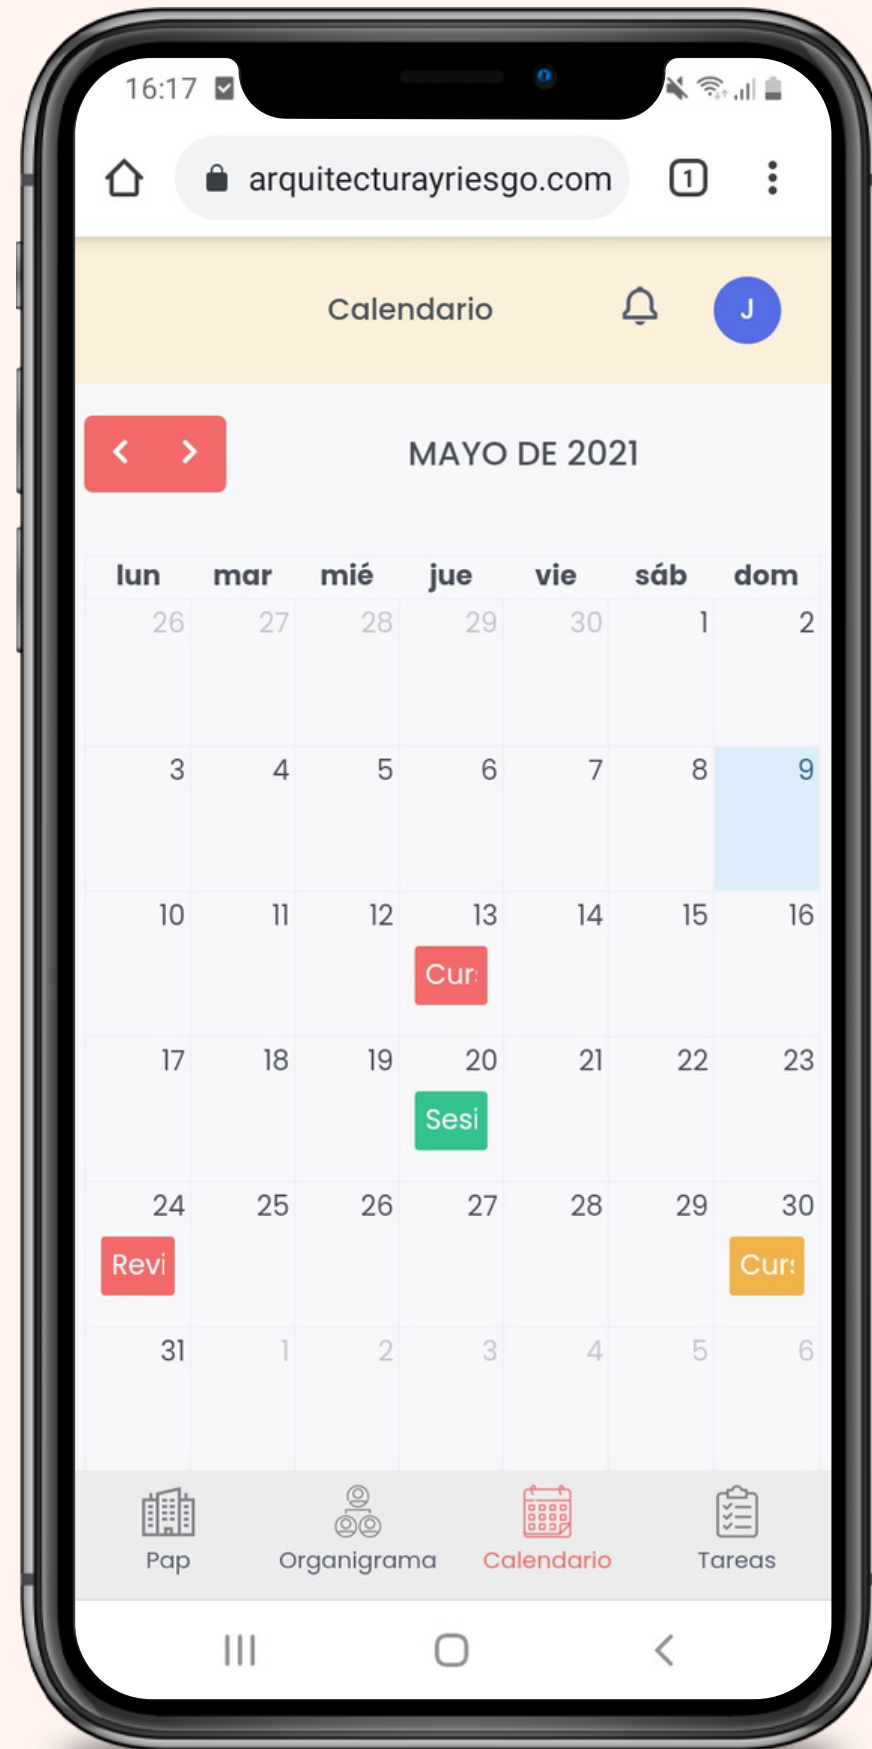 16:17
arquitecturayriesgo.com 1
Calendario J
MAYO DE 2021
lun mar mié jue vie sáb dom
26 27 28 29 30 1 2
3 4 5 6 7 8 9
10 11 12 13 14 15 16
Cur
17 18 19 20 21 22 23
Sesi
24 25 26 27 28 29 30
Revi Curs
31 1 2 3 4 5 6
Pap Organigrama Calendario Tareas